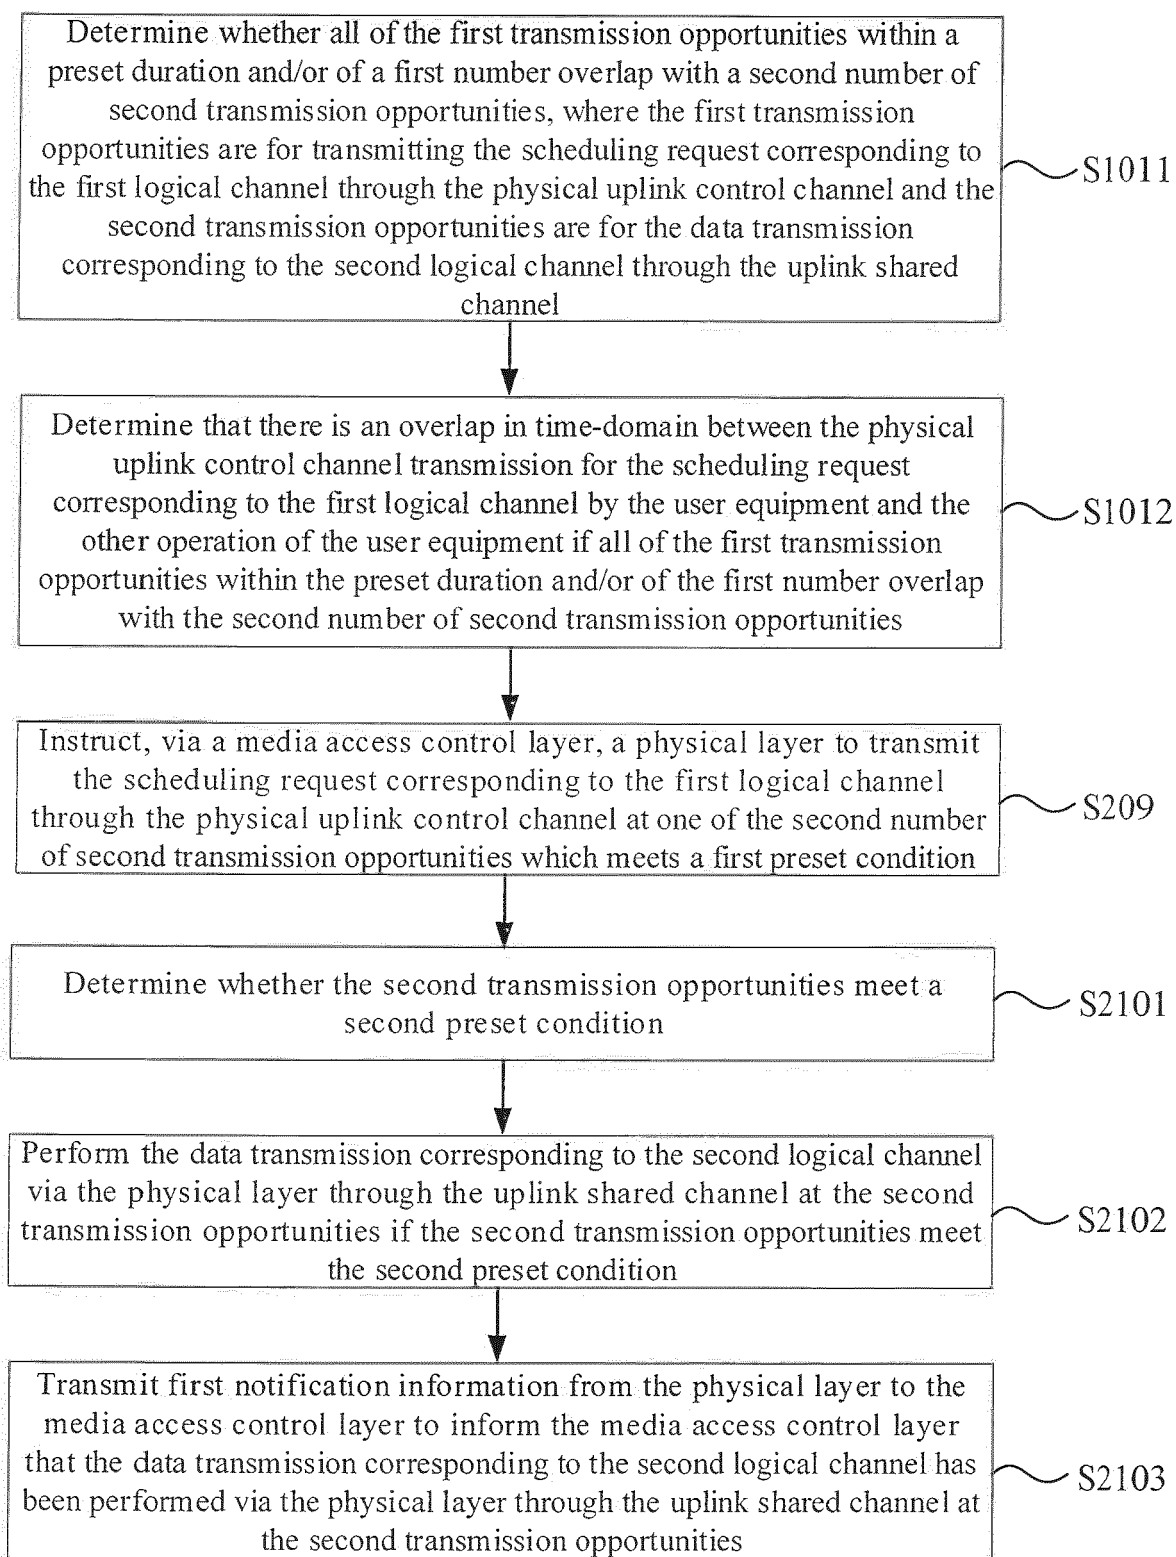 Determine whether all of the first transmission opportunities within a
preset duration and/or of a first number overlap with a second number of
second transmission opportunities, where the first transmission
opportunities are for transmitting the scheduling request corresponding to
the first logical channel through the physical uplink control channel and the
second transmission opportunities are for the data transmission
corresponding to the second logical channel through the uplink shared
channel
S1011
Determine that there is an overlap in time-domain between the physical
uplink control channel transmission for the scheduling request
corresponding to the first logical channel by the user equipment and the
other operation of the user equipment if all of the first transmission
opportunities within the preset duration and/or of the first number overlap
with the second number of second transmission opportunities
S1012
Instruct, via a media access control layer, a physical layer to transmit
the scheduling request corresponding to the first logical channel
through the physical uplink control channel at one of the second number
of second transmission opportunities which meets a first preset condition
S209
Determine whether the second transmission opportunities meet a
second preset condition
S2101
Perform the data transmission corresponding to the second logical channel
via the physical layer through the uplink shared channel at the second
transmission opportunities if the second transmission opportunities meet
the second preset condition
S2102
Transmit first notification information from the physical layer to the
media access control layer to inform the media access control layer
that the data transmission corresponding to the second logical channel has
been performed via the physical layer through the uplink shared channel at
the second transmission opportunities
S2103